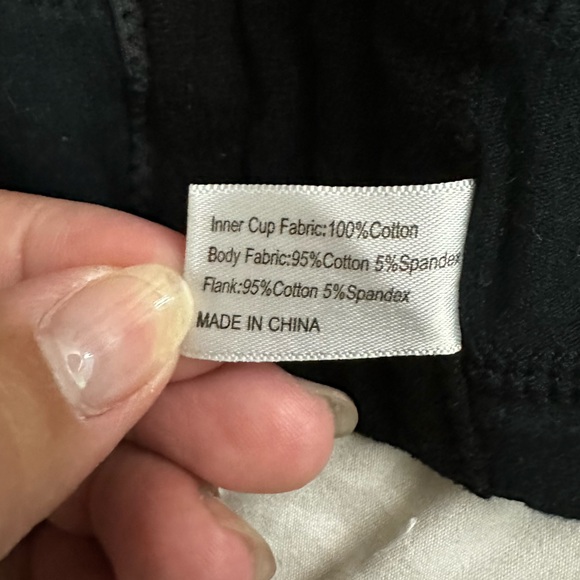 Inner Cup Fabric:100%Cotton
Body Fabric:95%Cotton 5%Spandex
Flank:95%Cotton 5%Spandex
MADE IN CHINA